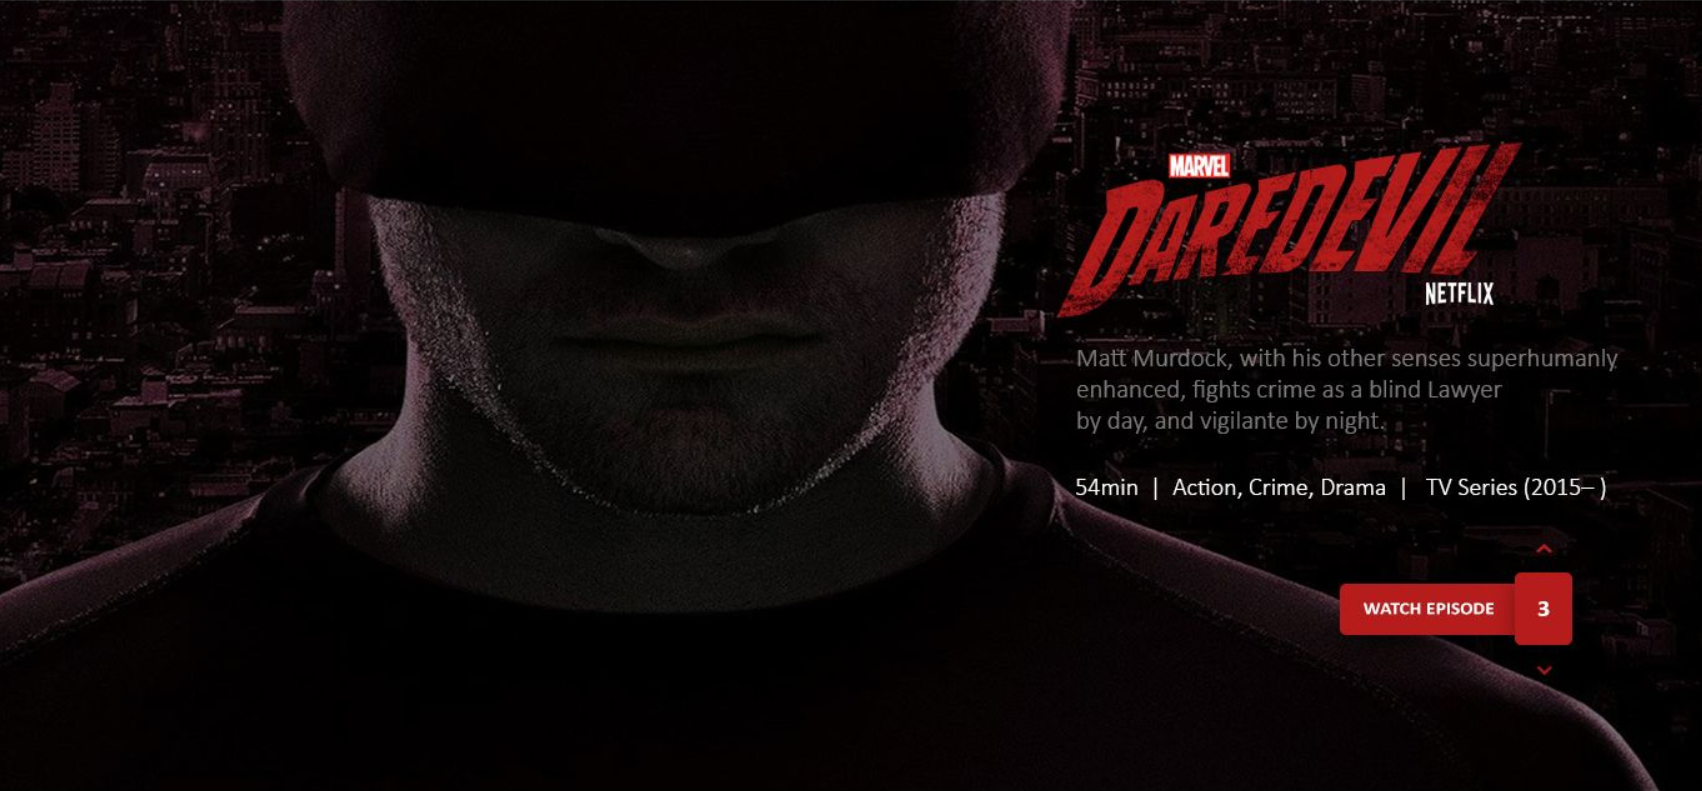 MARVEL
DAREDEVIL
NETFLIX
Matt Murdock, with his other senses superhumanly
enhanced, fights crime as a blind Lawyer
by day, and vigilante by night.
54min | Action, Crime, Drama | TV Series (2015– )
WATCH EPISODE 3